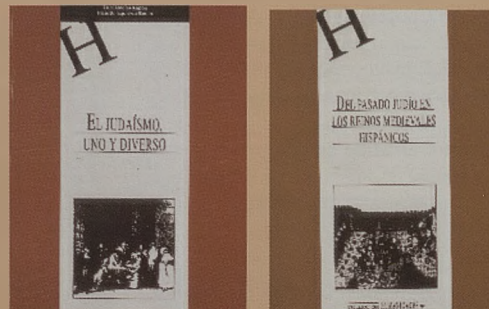 H
EL JUDAÍSMO,
UNO Y DIVERSO
H
DEL PASADO JUDÍO EN
LOS REINOS MEDIEVALES
HISPÁNICOS